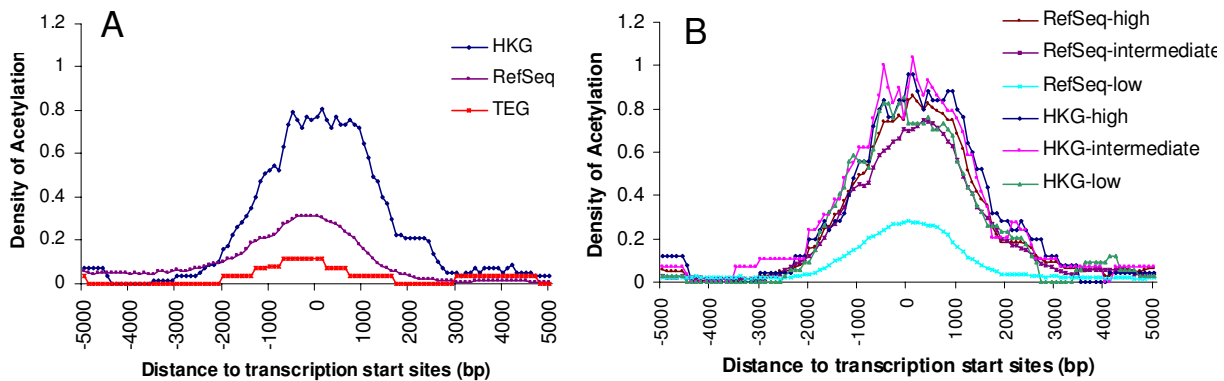 A
Density of Acetylation
1.2
1
0.8
0.6
0.4
0.2
0
-5000
-4000
-3000
-2000
-1000
0
1000
2000
3000
4000
5000
Distance to transcription start sites (bp)
HKG
RefSeq
TEG
B
Density of Acetylation
1.2
1
0.8
0.6
0.4
0.2
0
-5000
-4000
-3000
-2000
-1000
0
1000
2000
3000
4000
5000
Distance to transcription start sites (bp)
RefSeq-high
RefSeq-intermediate
RefSeq-low
HKG-high
HKG-intermediate
HKG-low